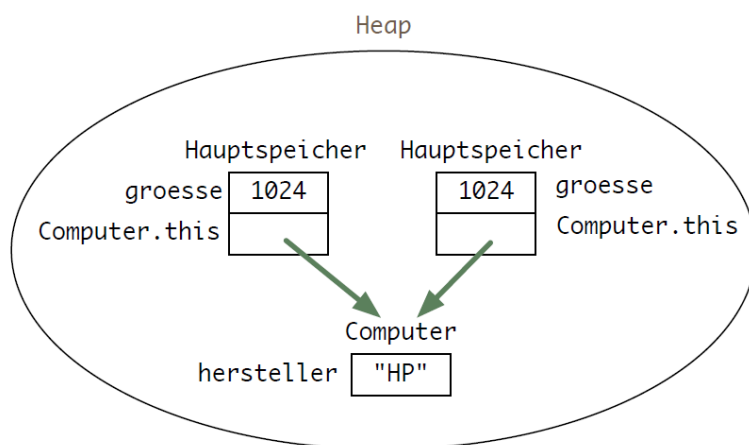 Heap
Hauptspeicher Hauptspeicher
groesse 1024 1024 groesse
Computer.this Computer.this
Computer
hersteller "HP"